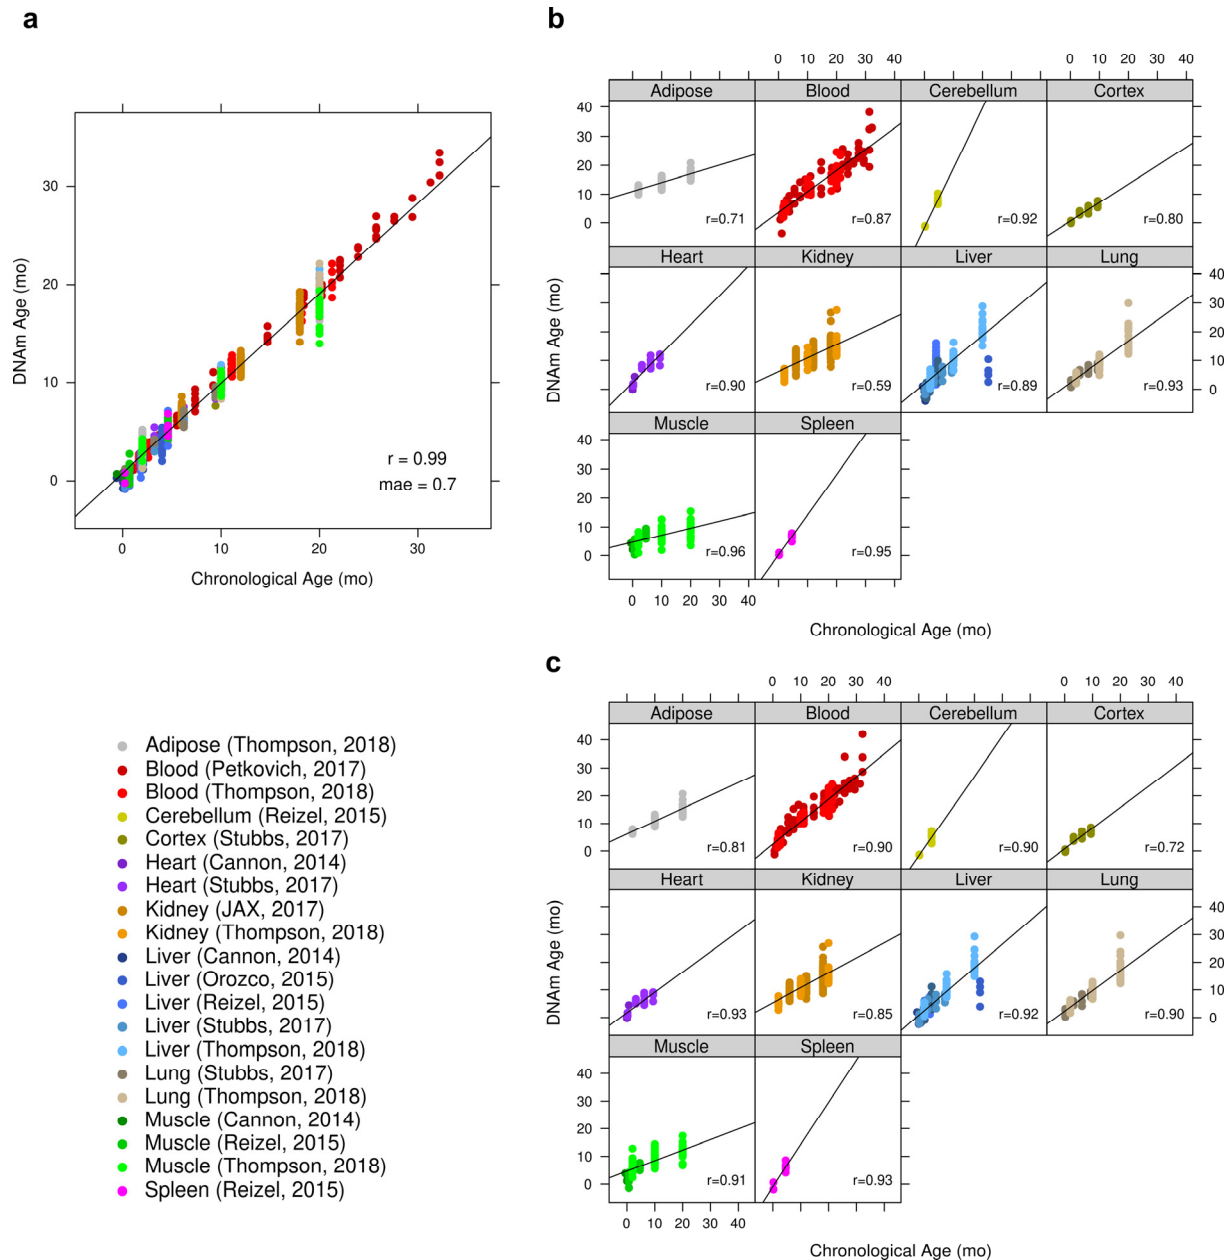 a
DNAm Age (mo)
30
20
10
0
r = 0.99
mae = 0.7
0 10 20 30
Chronological Age (mo)
b
0 10 20 30 40 0 10 20 30 40
Adipose Blood Cerebellum Cortex
40
30
20
10
0
r=0.71 r=0.87 r=0.92 r=0.80
Heart Kidney Liver Lung
DNAm Age (mo)
40
30
20
10
0
r=0.90 r=0.59 r=0.89 r=0.93
Muscle Spleen
40
30
20
10
0
r=0.96 r=0.95
0 10 20 30 40
Chronological Age (mo)
c
0 10 20 30 40 0 10 20 30 40
Adipose Blood Cerebellum Cortex
40
30
20
10
0
r=0.81 r=0.90 r=0.90 r=0.72
Heart Kidney Liver Lung
DNAm Age (mo)
40
30
20
10
0
r=0.93 r=0.85 r=0.92 r=0.90
Muscle Spleen
40
30
20
10
0
r=0.91 r=0.93
0 10 20 30 40
Chronological Age (mo)
Adipose (Thompson, 2018)
Blood (Petkovich, 2017)
Blood (Thompson, 2018)
Cerebellum (Reizel, 2015)
Cortex (Stubbs, 2017)
Heart (Cannon, 2014)
Heart (Stubbs, 2017)
Kidney (JAX, 2017)
Kidney (Thompson, 2018)
Liver (Cannon, 2014)
Liver (Orozco, 2015)
Liver (Reizel, 2015)
Liver (Stubbs, 2017)
Liver (Thompson, 2018)
Lung (Stubbs, 2017)
Lung (Thompson, 2018)
Muscle (Cannon, 2014)
Muscle (Reizel, 2015)
Muscle (Thompson, 2018)
Spleen (Reizel, 2015)